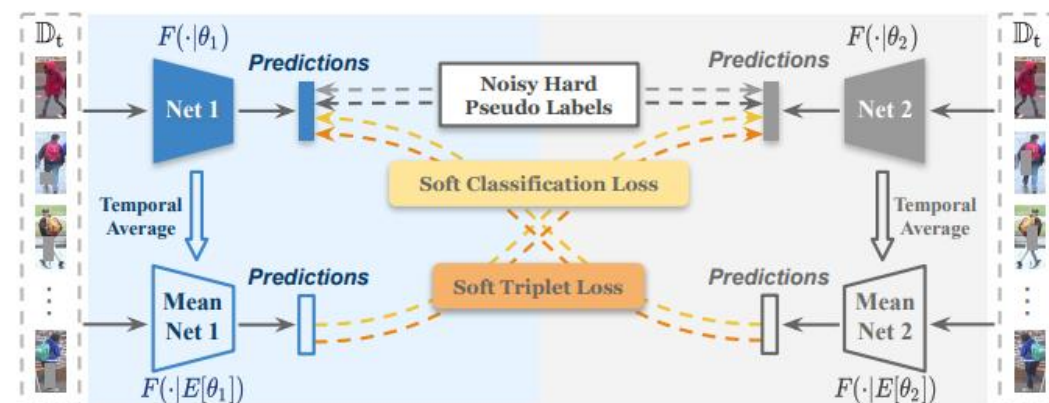 𝔻ₜ
F(·|θ₁)
F(·|θ₂)
𝔻ₜ
Predictions
Predictions
Net 1
Noisy Hard
Pseudo Labels
Net 2
Soft Classification Loss
Temporal
Average
Temporal
Average
Predictions
Predictions
Soft Triplet Loss
Mean
Net 1
Mean
Net 2
F(·|E[θ₁])
F(·|E[θ₂])